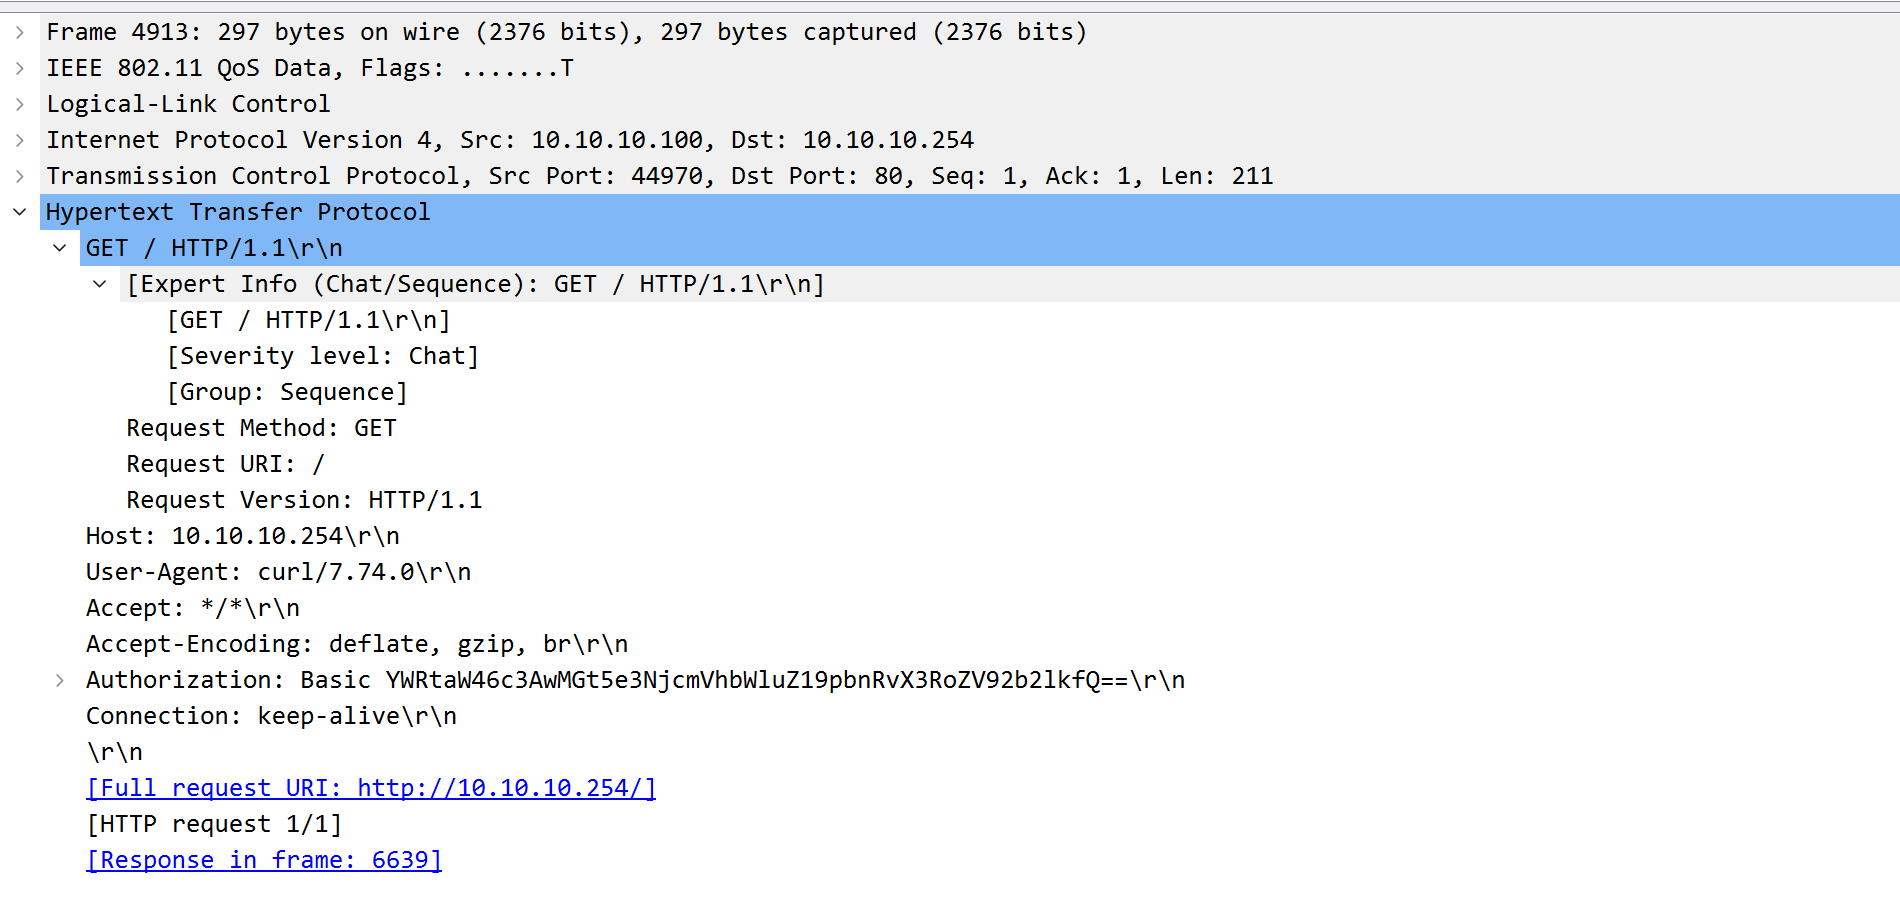 Frame 4913: 297 bytes on wire (2376 bits), 297 bytes captured (2376 bits)
IEEE 802.11 QoS Data, Flags: .......T
Logical-Link Control
Internet Protocol Version 4, Src: 10.10.10.100, Dst: 10.10.10.254
Transmission Control Protocol, Src Port: 44970, Dst Port: 80, Seq: 1, Ack: 1, Len: 211
Hypertext Transfer Protocol
GET / HTTP/1.1\r\n
[Expert Info (Chat/Sequence): GET / HTTP/1.1\r\n]
[GET / HTTP/1.1\r\n]
[Severity level: Chat]
[Group: Sequence]
Request Method: GET
Request URI: /
Request Version: HTTP/1.1
Host: 10.10.10.254\r\n
User-Agent: curl/7.74.0\r\n
Accept: */*\r\n
Accept-Encoding: deflate, gzip, br\r\n
Authorization: Basic YWRtaW46c3AwMGt5e3NjcmVhbWluZ19pbnRvX3RoZV92b2lkfQ==\r\n
Connection: keep-alive\r\n
\r\n
[Full request URI: http://10.10.10.254/]
[HTTP request 1/1]
[Response in frame: 6639]